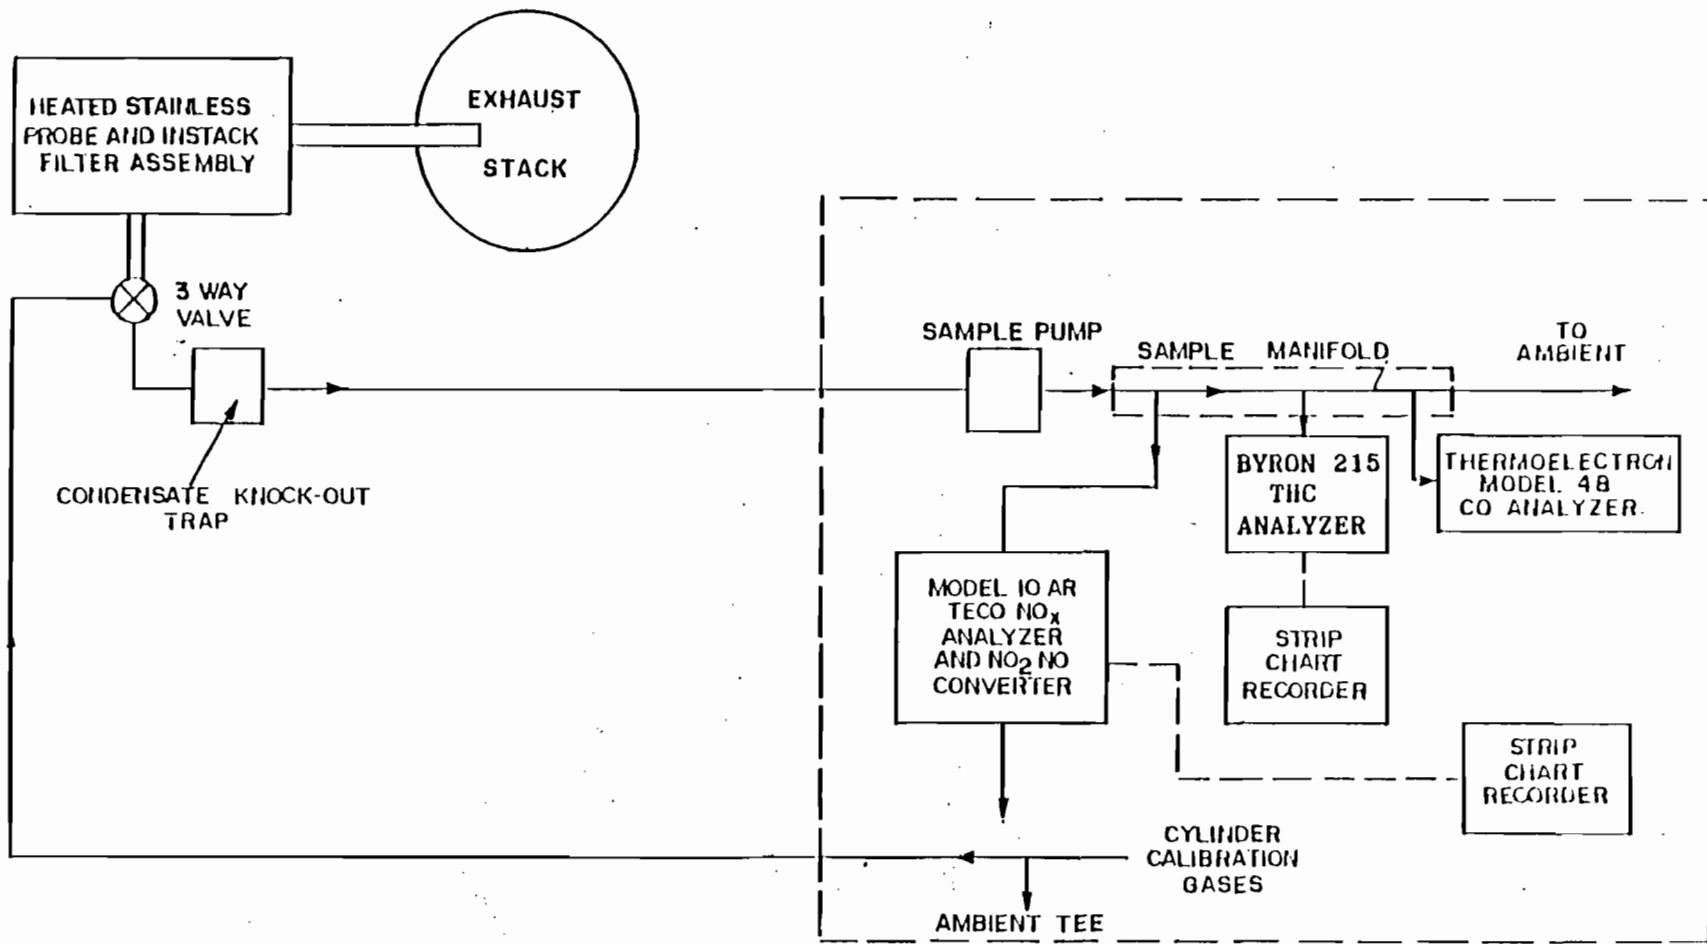 HEATED STAINLESS
PROBE AND INSTACK
FILTER ASSEMBLY
EXHAUST
STACK
3 WAY
VALVE
CONDENSATE KNOCK-OUT
TRAP
SAMPLE PUMP
SAMPLE MANIFOLD
TO
AMBIENT
BYRON 215
THC
ANALYZER
THERMOELECTRON
MODEL 48
CO ANALYZER
MODEL 10 AR
TECO NOx
ANALYZER
AND NO2 NO
CONVERTER
STRIP
CHART
RECORDER
STRIP
CHART
RECORDER
CYLINDER
CALIBRATION
GASES
AMBIENT TEE